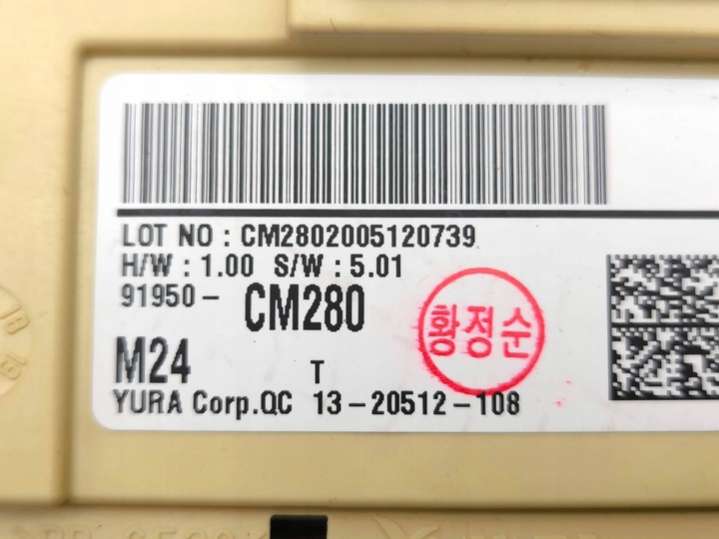 LOT NO : CM2802005120739
H/W : 1.00 S/W : 5.01
91950- CM280
황정순
M24 T
YURA Corp.QC 13-20512-108